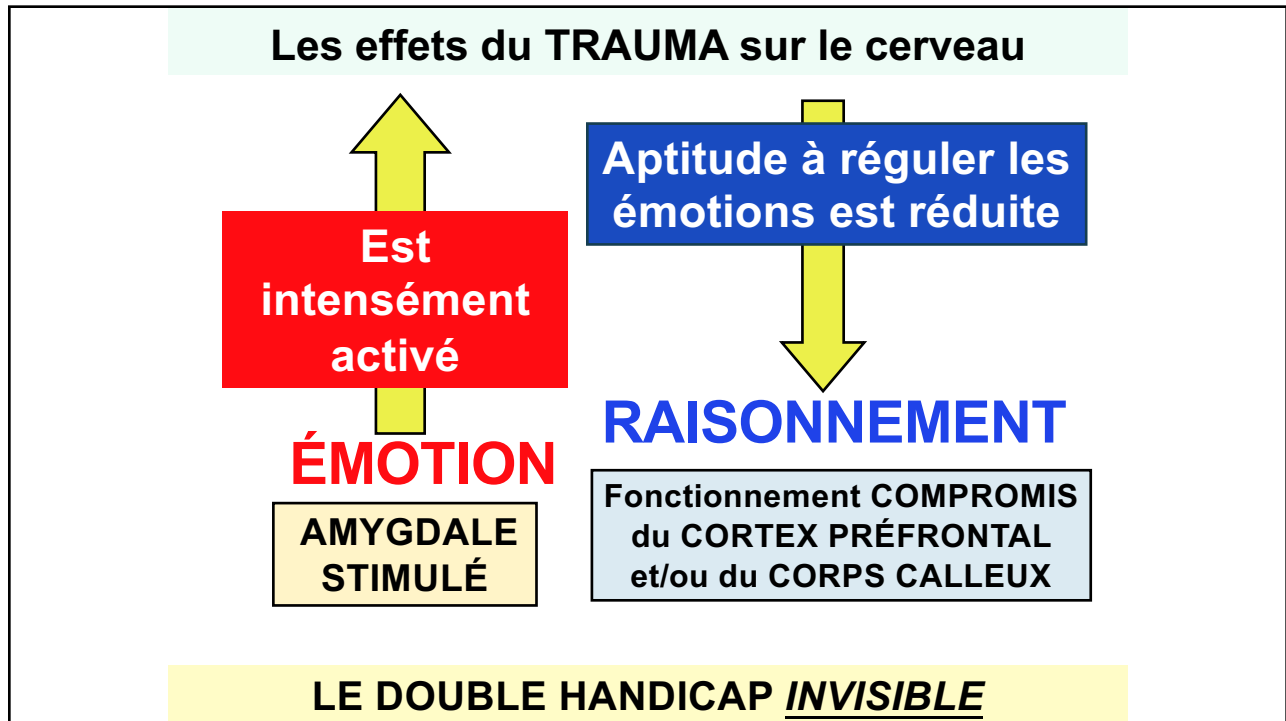 Les effets du TRAUMA sur le cerveau
Est
intensément
activé
ÉMOTION
AMYGDALE
STIMULÉ
Aptitude à réguler les
émotions est réduite
RAISONNEMENT
Fonctionnement COMPROMIS
du CORTEX PRÉFRONTAL
et/ou du CORPS CALLEUX
LE DOUBLE HANDICAP INVISIBLE